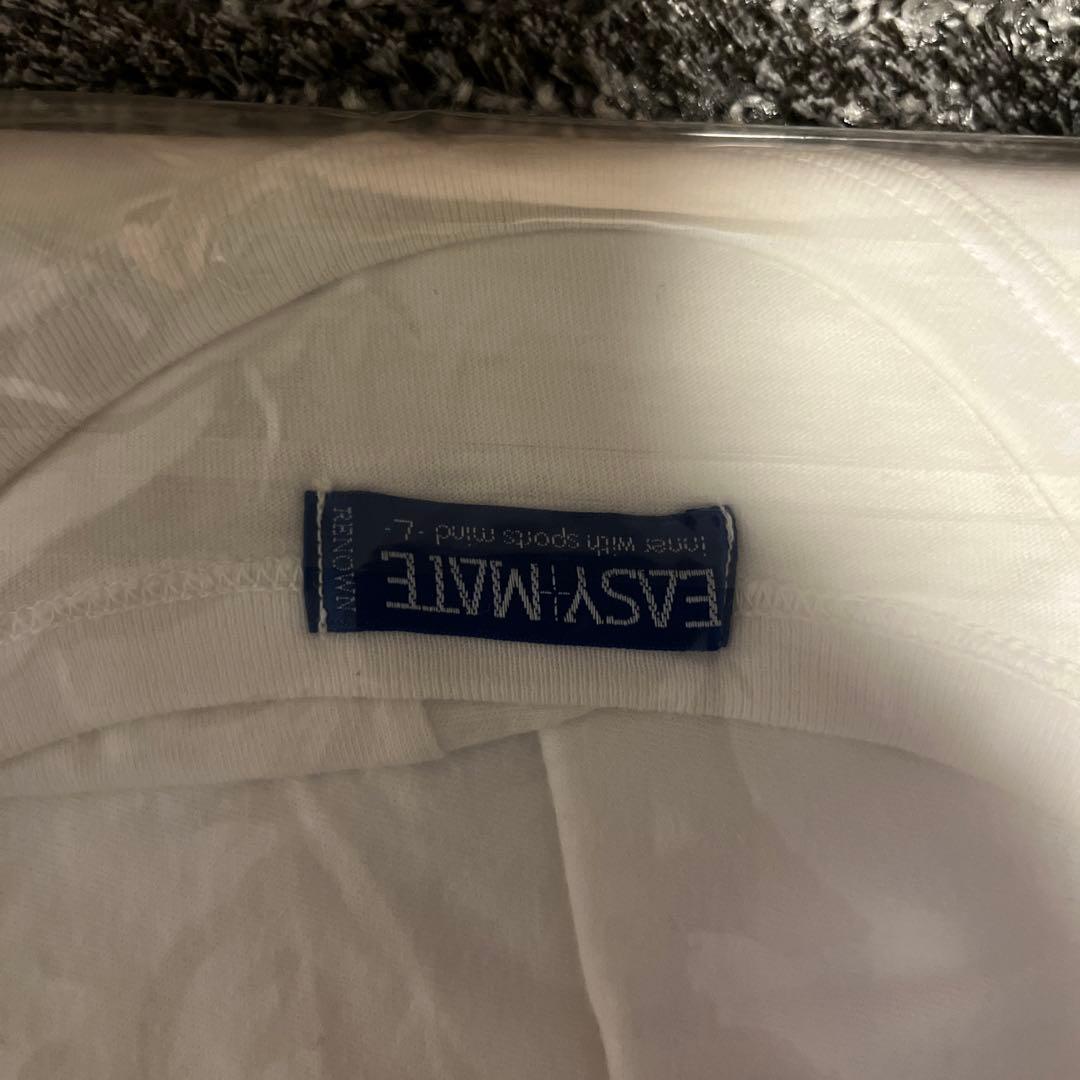 EASY MATE
inner with sports mind -L-
RENOWN